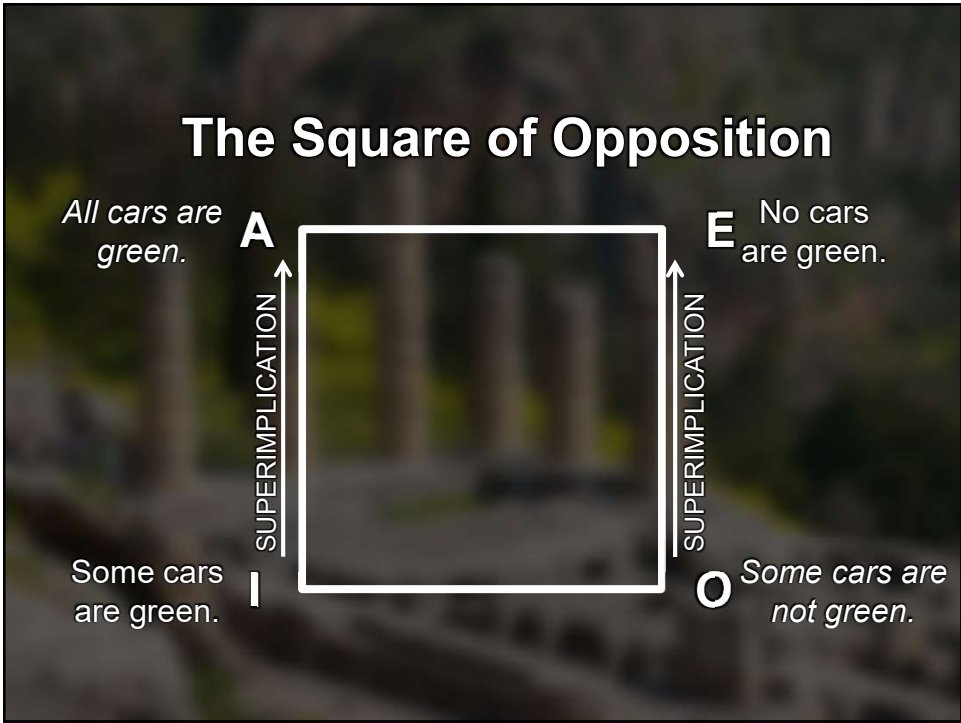 The Square of Opposition
All cars are
green.
A
E
No cars
are green.
SUPERIMPLICATION
SUPERIMPLICATION
Some cars
are green.
I
O
Some cars are
not green.